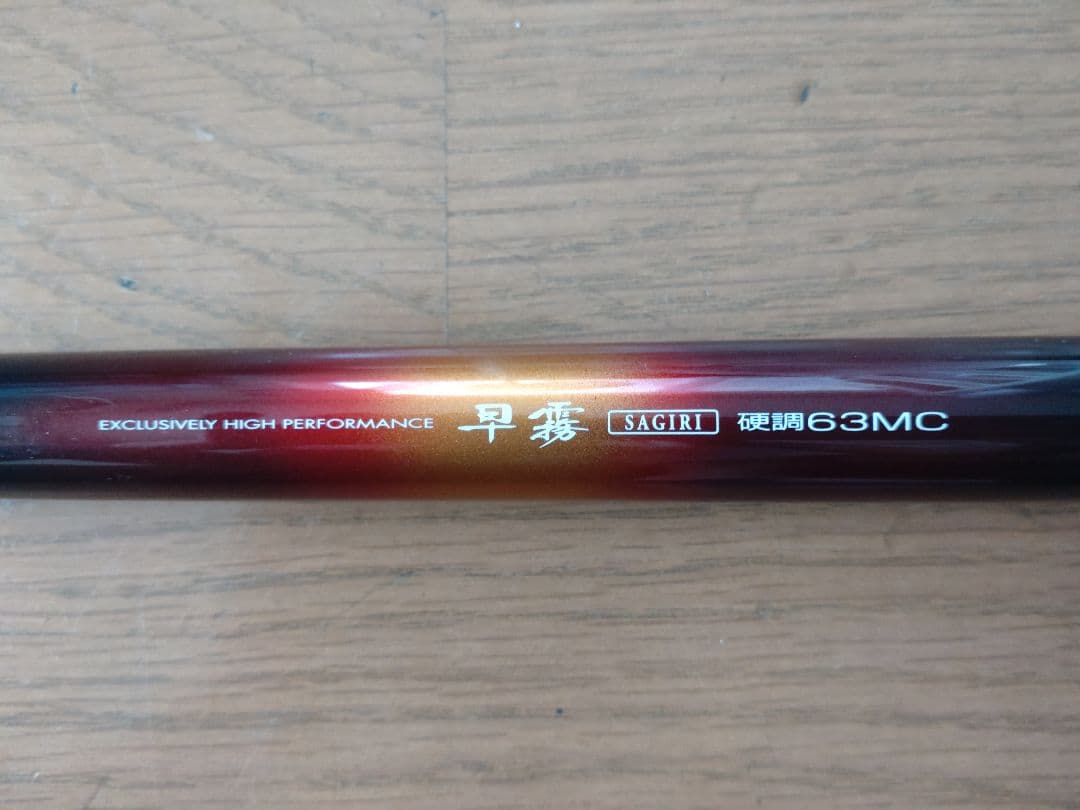 EXCLUSIVELY HIGH PERFORMANCE 早霧 SAGIRI 硬調63MC